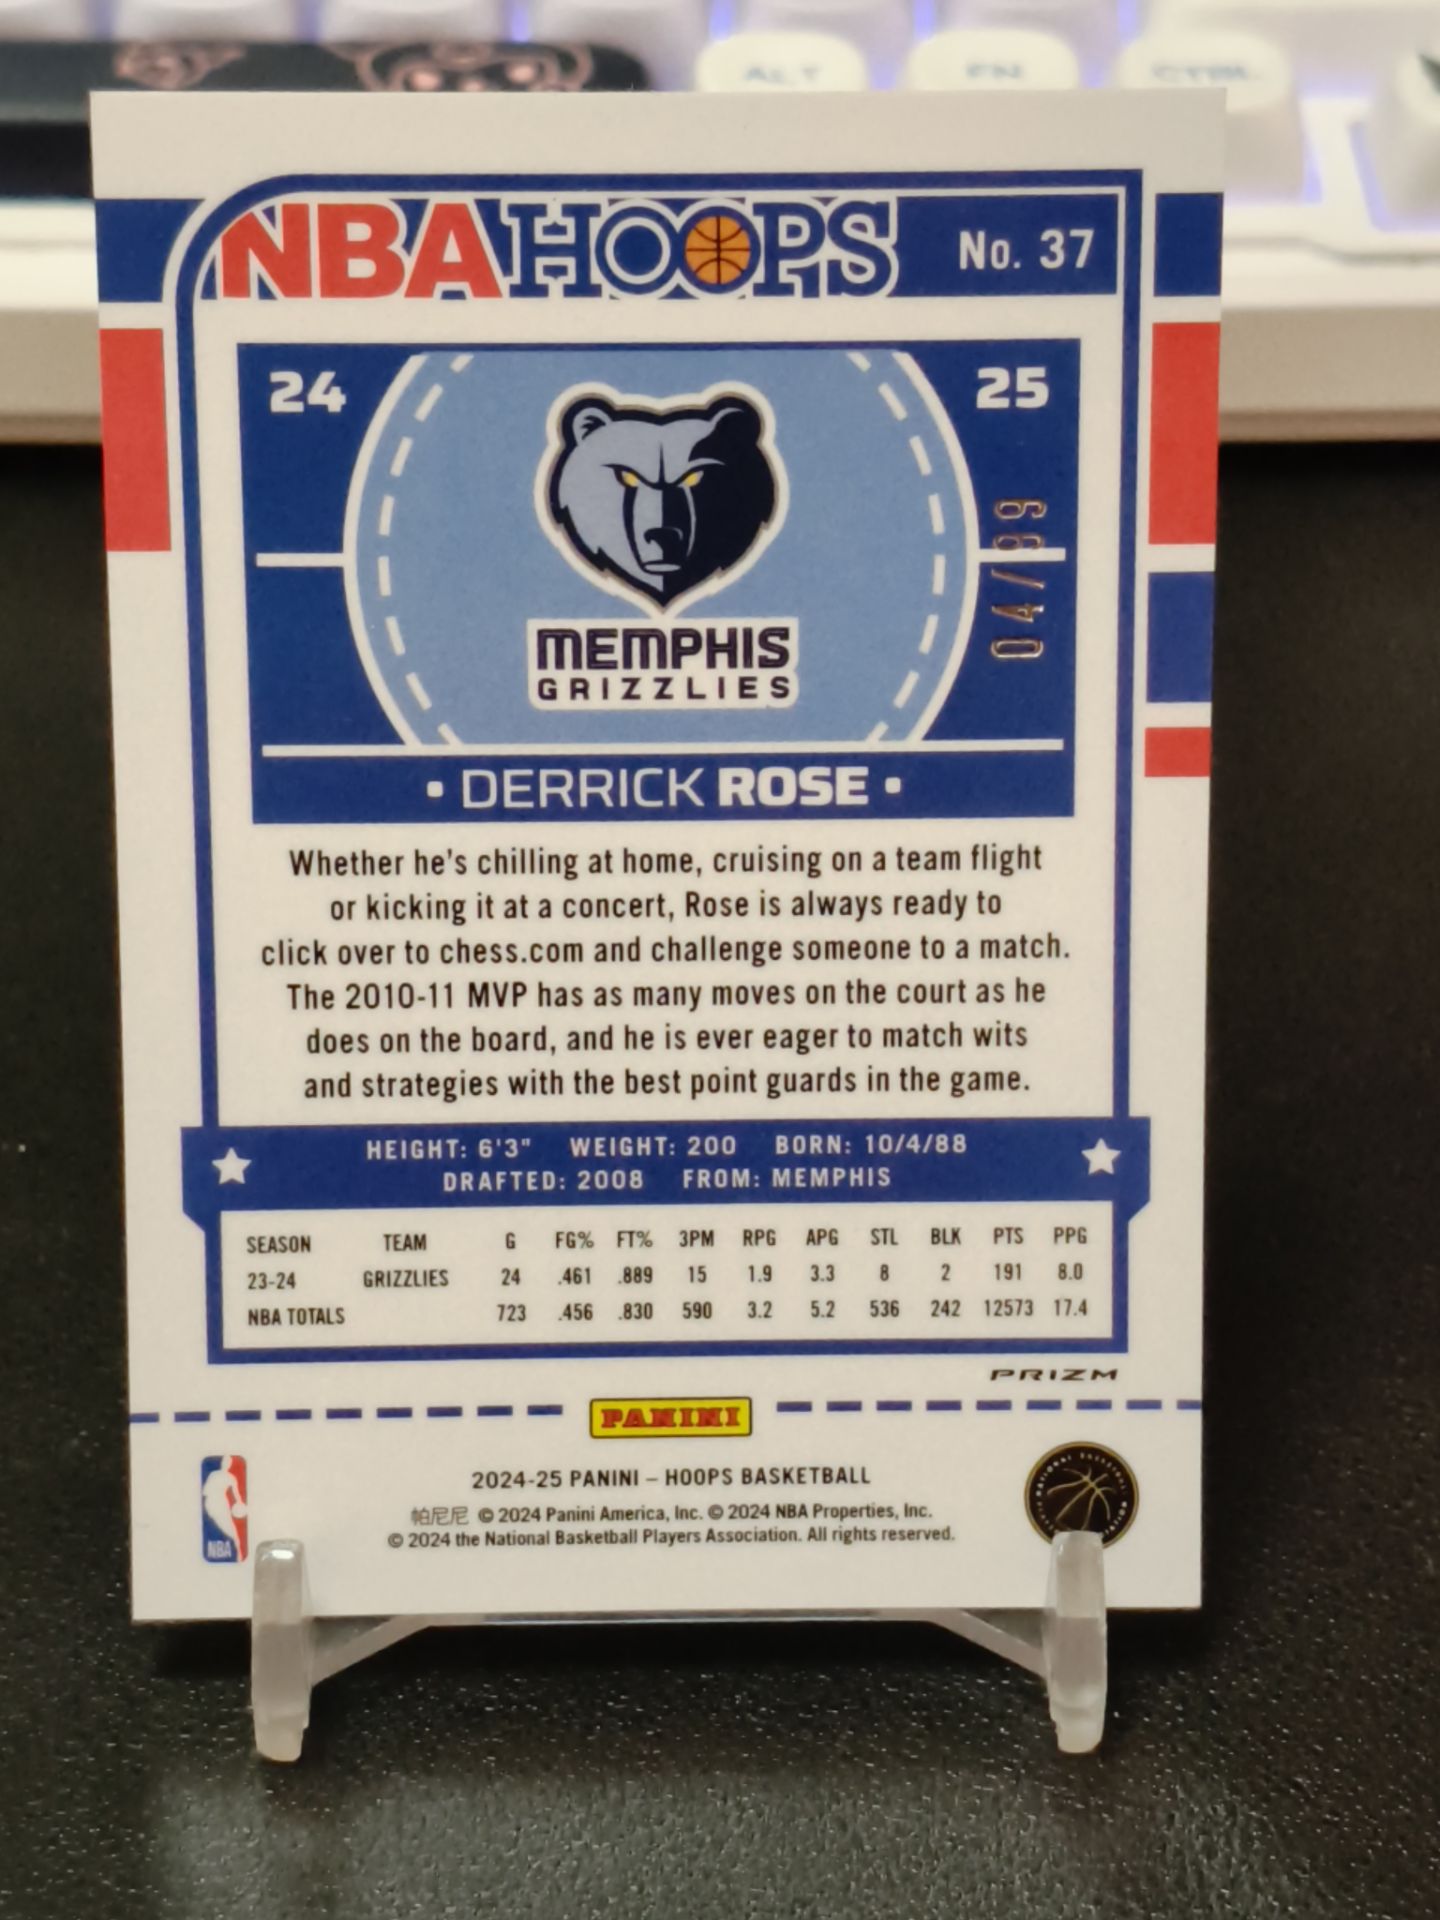 ALT
FN
CTRL
NBA HOOPS No. 37
24 25
04/99
MEMPHIS
GRIZZLIES
• DERRICK ROSE •
Whether he's chilling at home, cruising on a team flight
or kicking it at a concert, Rose is always ready to
click over to chess.com and challenge someone to a match.
The 2010-11 MVP has as many moves on the court as he
does on the board, and he is ever eager to match wits
and strategies with the best point guards in the game.
HEIGHT: 6'3" WEIGHT: 200 BORN: 10/4/88
DRAFTED: 2008 FROM: MEMPHIS
SEASON TEAM G FG% FT% 3PM RPG APG STL BLK PTS PPG
23-24 GRIZZLIES 24 .461 .889 15 1.9 3.3 8 2 191 8.0
NBA TOTALS 723 .456 .830 590 3.2 5.2 536 242 12573 17.4
PRIZM
PANINI
NBA
2024-25 PANINI – HOOPS BASKETBALL
帕尼尼 © 2024 Panini America, Inc. © 2024 NBA Properties, Inc.
© 2024 the National Basketball Players Association. All rights reserved.